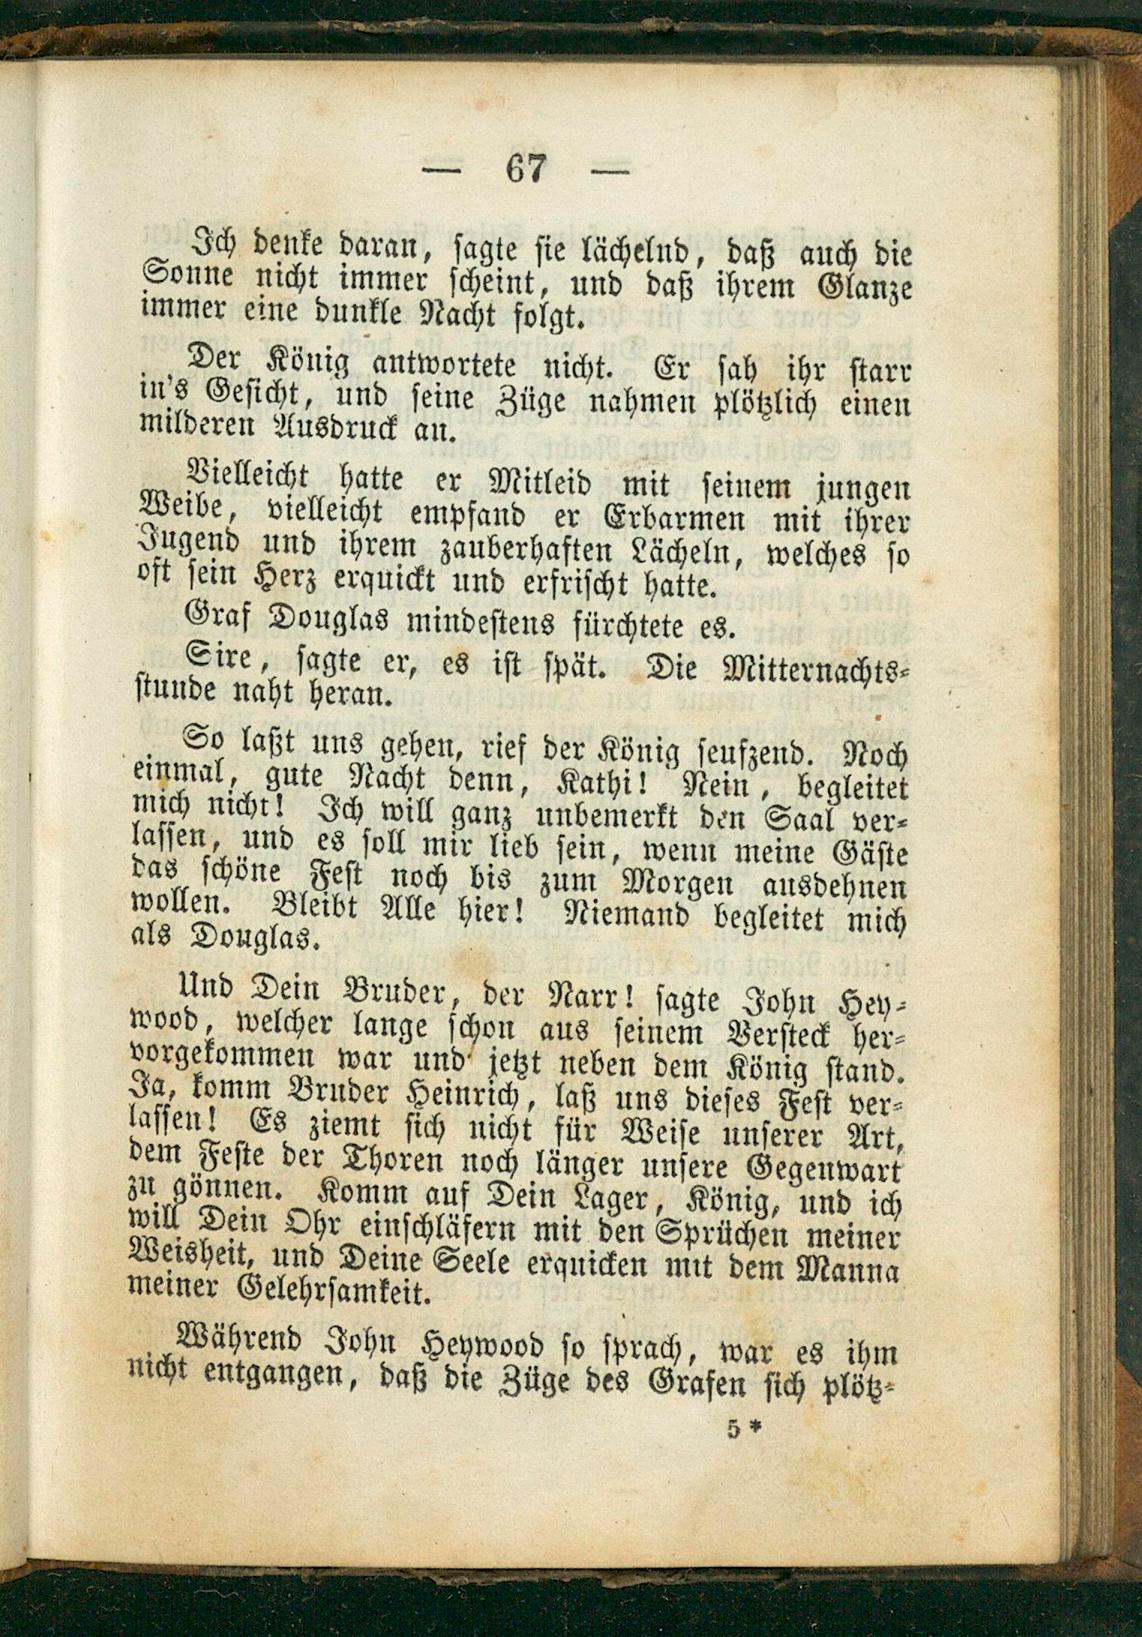 — 67 —
Ich denke daran, sagte sie lächelnd, daß auch die
Sonne nicht immer scheint, und daß ihrem Glanze
immer eine dunkle Nacht folgt.
Der König antwortete nicht. Er sah ihr starr
in's Gesicht, und seine Züge nahmen plötzlich einen
milderen Ausdruck an.
Vielleicht hatte er Mitleid mit seinem jungen
Weibe, vielleicht empfand er Erbarmen mit ihrer
Jugend und ihrem zauberhaften Lächeln, welches so
oft sein Herz erquickt und erfrischt hatte.
Graf Douglas mindestens fürchtete es.
Sire, sagte er, es ist spät. Die Mitternachts-
stunde naht heran.
So laßt uns gehen, rief der König seufzend. Noch
einmal, gute Nacht denn, Kathi! Nein, begleitet
mich nicht! Ich will ganz unbemerkt den Saal ver-
lassen, und es soll mir lieb sein, wenn meine Gäste
das schöne Fest noch bis zum Morgen ausdehnen
wollen. Bleibt Alle hier! Niemand begleitet mich
als Douglas.
Und Dein Bruder, der Narr! sagte John Hey-
wood, welcher lange schon aus seinem Versteck her-
vorgekommen war und jetzt neben dem König stand.
Ja, komm Bruder Heinrich, laß uns dieses Fest ver-
lassen! Es ziemt sich nicht für Weise unserer Art,
dem Feste der Thoren noch länger unsere Gegenwart
zu gönnen. Komm auf Dein Lager, König, und ich
will Dein Ohr einschläfern mit den Sprüchen meiner
Weisheit, und Deine Seele erquicken mit dem Manna
meiner Gelehrsamkeit.
Während John Heywood so sprach, war es ihm
nicht entgangen, daß die Züge des Grafen sich plötz-
5*